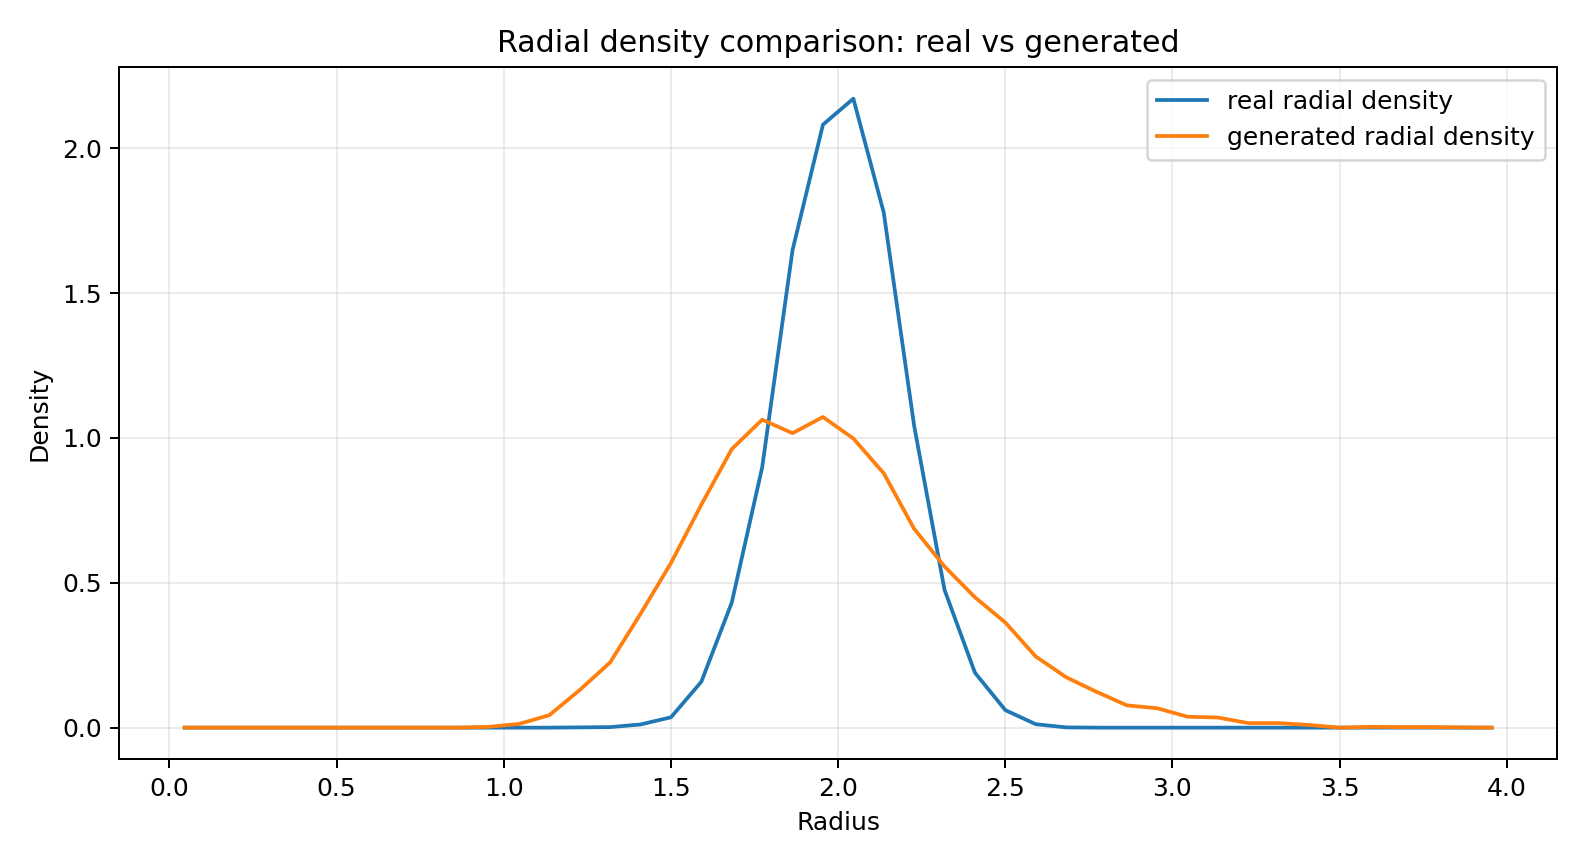 Radial density comparison: real vs generated
real radial density
generated radial density
2.0
1.5
1.0
0.5
0.0
Density
0.0 0.5 1.0 1.5 2.0 2.5 3.0 3.5 4.0
Radius